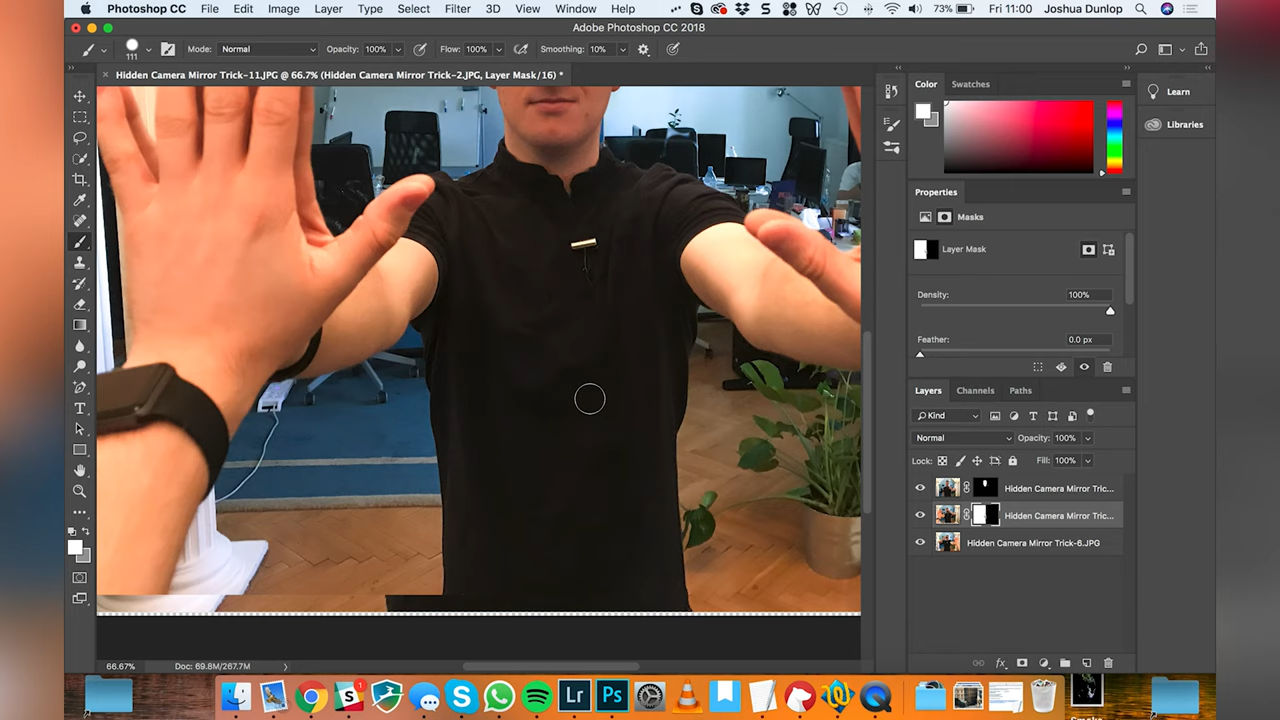 Photoshop CC File Edit Image Layer Type Select Filter 3D View Window Help 73% Fri 11:00 Joshua Dunlop
Adobe Photoshop CC 2018
111 Mode: Normal Opacity: 100% Flow: 100% Smoothing: 10%
× Hidden Camera Mirror Trick-11.JPG @ 66.7% (Hidden Camera Mirror Trick-2.JPG, Layer Mask/16) *
Color Swatches
Learn
Libraries
Properties
Masks
Layer Mask
Density: 100%
Feather: 0.0 px
Layers Channels Paths
Kind
Normal Opacity: 100%
Lock: Fill: 100%
Hidden Camera Mirror Tric...
Hidden Camera Mirror Tric...
Hidden Camera Mirror Trick-6.JPG
fx
66.67% Doc: 69.8M/267.7M
1
Lr Ps